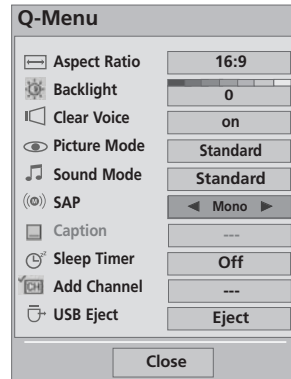 Q-Menu
Aspect Ratio 16:9
Backlight 0
Clear Voice on
Picture Mode Standard
Sound Mode Standard
SAP ◀ Mono ▶
Caption ---
Sleep Timer Off
CH Add Channel ---
USB Eject Eject
Close